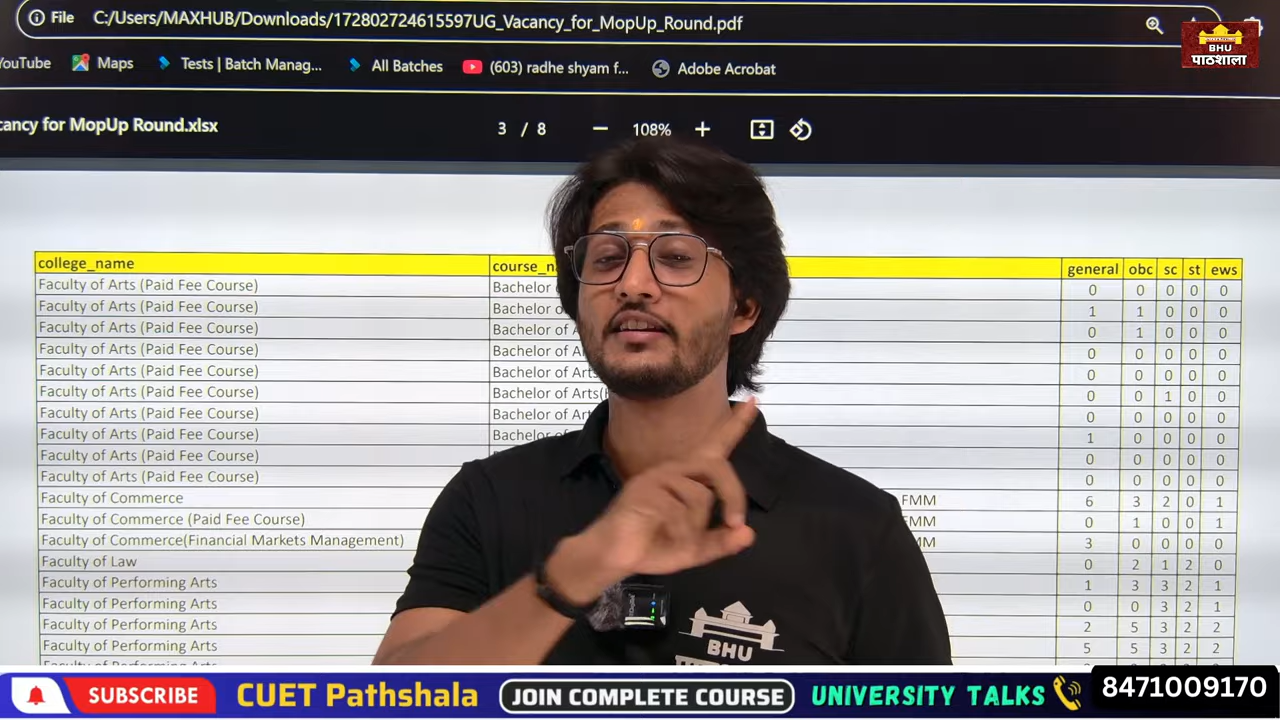 File C:/Users/MAXHUB/Downloads/172802724615597UG_Vacancy_for_MopUp_Round.pdf
BHU
पाठशाला
YouTube Maps Tests | Batch Manag... All Batches (603) radhe shyam f... Adobe Acrobat
cancy for MopUp Round.xlsx 3 / 8 − 108% +
college_name course_na general obc sc st ews
Faculty of Arts (Paid Fee Course) Bachelor 0 0 0 0 0
Faculty of Arts (Paid Fee Course) Bachelor 1 1 0 0 0
Faculty of Arts (Paid Fee Course) Bachelor of 0 1 0 0 0
Faculty of Arts (Paid Fee Course) Bachelor of A 0 0 0 0 0
Faculty of Arts (Paid Fee Course) Bachelor of Arts 0 0 0 0 0
Faculty of Arts (Paid Fee Course) Bachelor of Arts( 0 0 1 0 0
Faculty of Arts (Paid Fee Course) Bachelor of Art 0 0 0 0 0
Faculty of Arts (Paid Fee Course) Bachelor of 1 0 0 0 0
Faculty of Arts (Paid Fee Course) Bachelor 0 0 0 0 0
Faculty of Arts (Paid Fee Course) Bachelor 0 0 0 0 0
Faculty of Commerce FMM 6 3 2 0 1
Faculty of Commerce (Paid Fee Course) FMM 0 1 0 0 1
Faculty of Commerce(Financial Markets Management) MM 3 0 0 0 0
Faculty of Law 0 2 1 2 0
Faculty of Performing Arts 1 3 3 2 1
Faculty of Performing Arts 0 0 3 2 1
Faculty of Performing Arts 2 5 3 2 2
Faculty of Performing Arts 5 5 3 2 2
Faculty of Performing Arts
BHU
SUBSCRIBE CUET Pathshala JOIN COMPLETE COURSE UNIVERSITY TALKS 8471009170